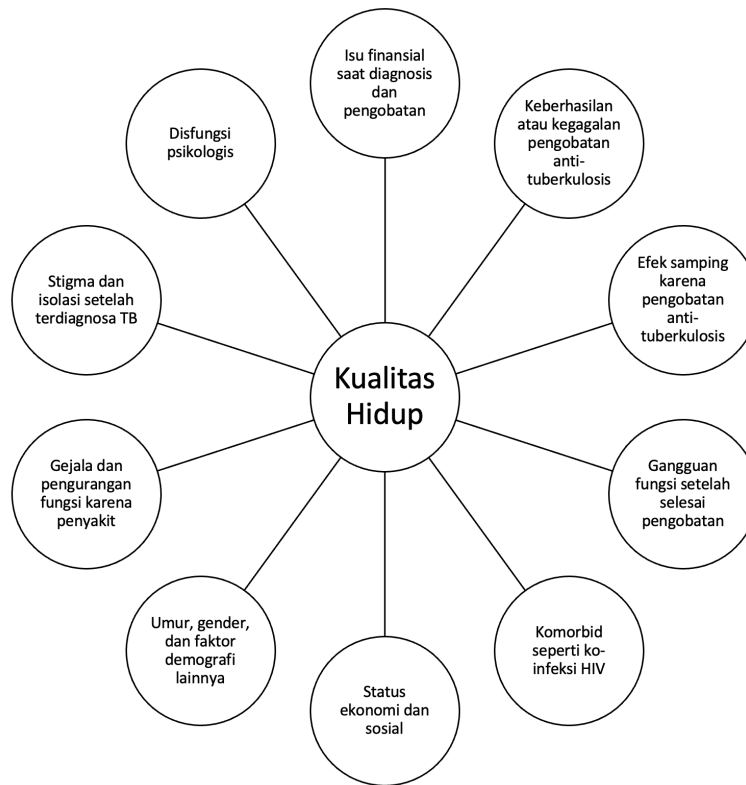 Isu finansial
saat diagnosis
dan
pengobatan
Keberhasilan
atau kegagalan
pengobatan
anti-
tuberkulosis
Efek samping
karena
pengobatan
anti-
tuberkulosis
Gangguan
fungsi setelah
selesai
pengobatan
Komorbid
seperti ko-
infeksi HIV
Status
ekonomi dan
sosial
Umur, gender,
dan faktor
demografi
lainnya
Gejala dan
pengurangan
fungsi karena
penyakit
Stigma dan
isolasi setelah
terdiagnosa TB
Disfungsi
psikologis
Kualitas
Hidup